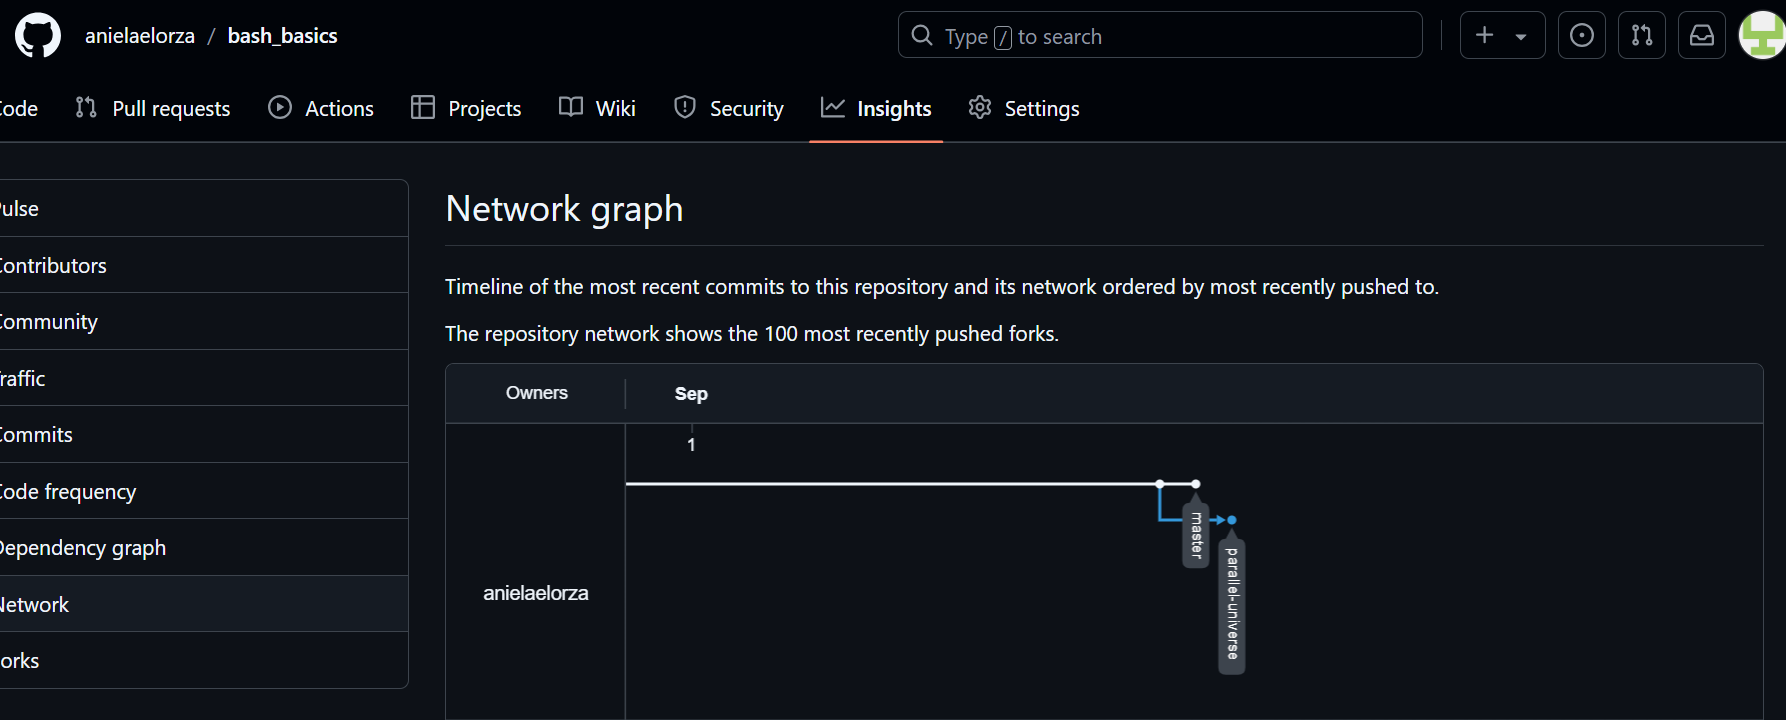 anielaelorza / bash_basics
Type / to search
ode
Pull requests
Actions
Projects
Wiki
Security
Insights
Settings
ulse
ontributors
ommunity
raffic
ommits
ode frequency
ependency graph
etwork
orks
Network graph
Timeline of the most recent commits to this repository and its network ordered by most recently pushed to.
The repository network shows the 100 most recently pushed forks.
Owners
Sep
1
anielaelorza
master
parallel-universe